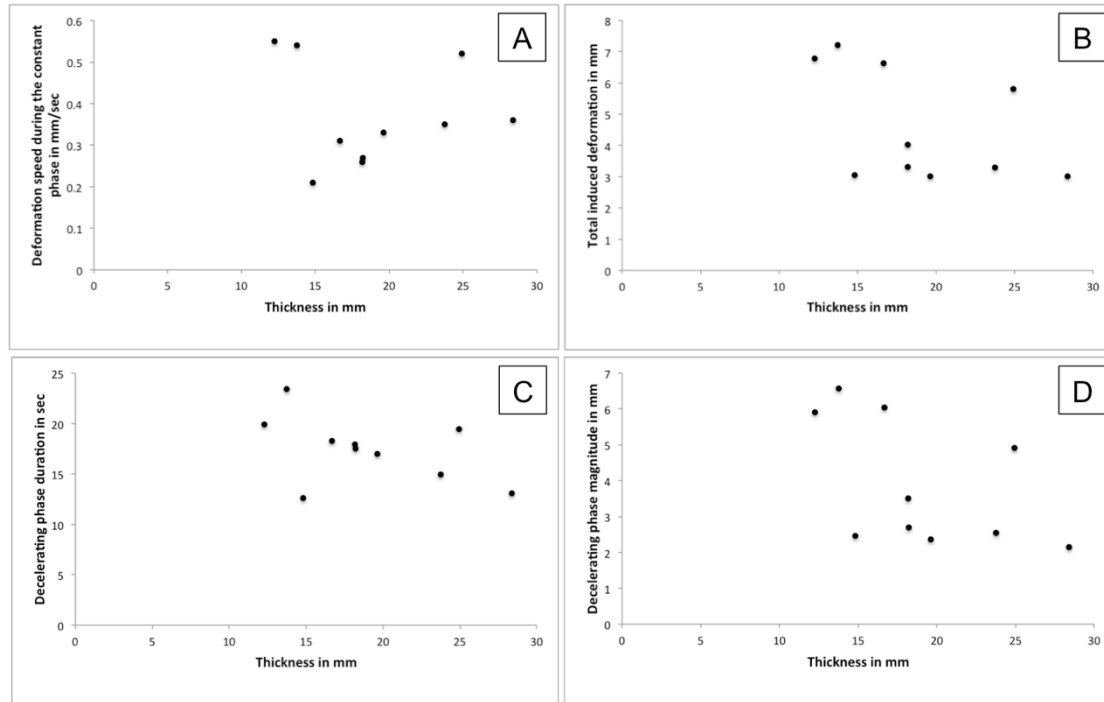 A
Deformation speed during the constant
phase in mm/sec
0.6
0.5
0.4
0.3
0.2
0.1
0
0 5 10 15 20 25 30
Thickness in mm
B
Total induced deformation in mm
8
7
6
5
4
3
2
1
0
0 5 10 15 20 25 30
Thickness in mm
C
Decelerating phase duration in sec
25
20
15
10
5
0
0 5 10 15 20 25 30
Thickness in mm
D
Decelerating phase magnitude in mm
7
6
5
4
3
2
1
0
0 5 10 15 20 25 30
Thickness in mm